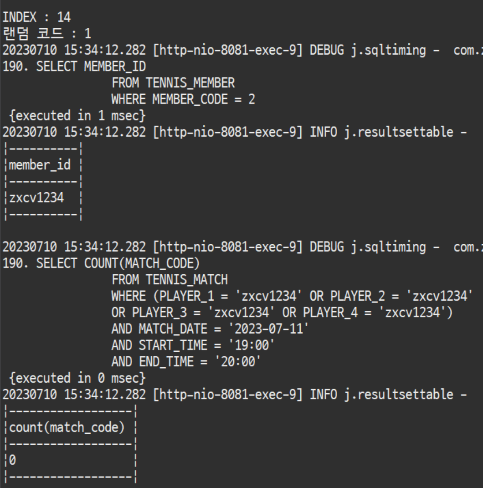 INDEX : 14
랜덤 코드 : 1
20230710 15:34:12.282 [http-nio-8081-exec-9] DEBUG j.sqltiming - com.
190. SELECT MEMBER_ID
FROM TENNIS_MEMBER
WHERE MEMBER_CODE = 2
{executed in 1 msec}
20230710 15:34:12.282 [http-nio-8081-exec-9] INFO j.resultsettable -
|----------|
|member_id |
|----------|
|zxcv1234 |
|----------|
20230710 15:34:12.282 [http-nio-8081-exec-9] DEBUG j.sqltiming - com.
190. SELECT COUNT(MATCH_CODE)
FROM TENNIS_MATCH
WHERE (PLAYER_1 = 'zxcv1234' OR PLAYER_2 = 'zxcv1234'
OR PLAYER_3 = 'zxcv1234' OR PLAYER_4 = 'zxcv1234')
AND MATCH_DATE = '2023-07-11'
AND START_TIME = '19:00'
AND END_TIME = '20:00'
{executed in 0 msec}
20230710 15:34:12.282 [http-nio-8081-exec-9] INFO j.resultsettable -
|------------------|
|count(match_code) |
|------------------|
|0 |
|------------------|